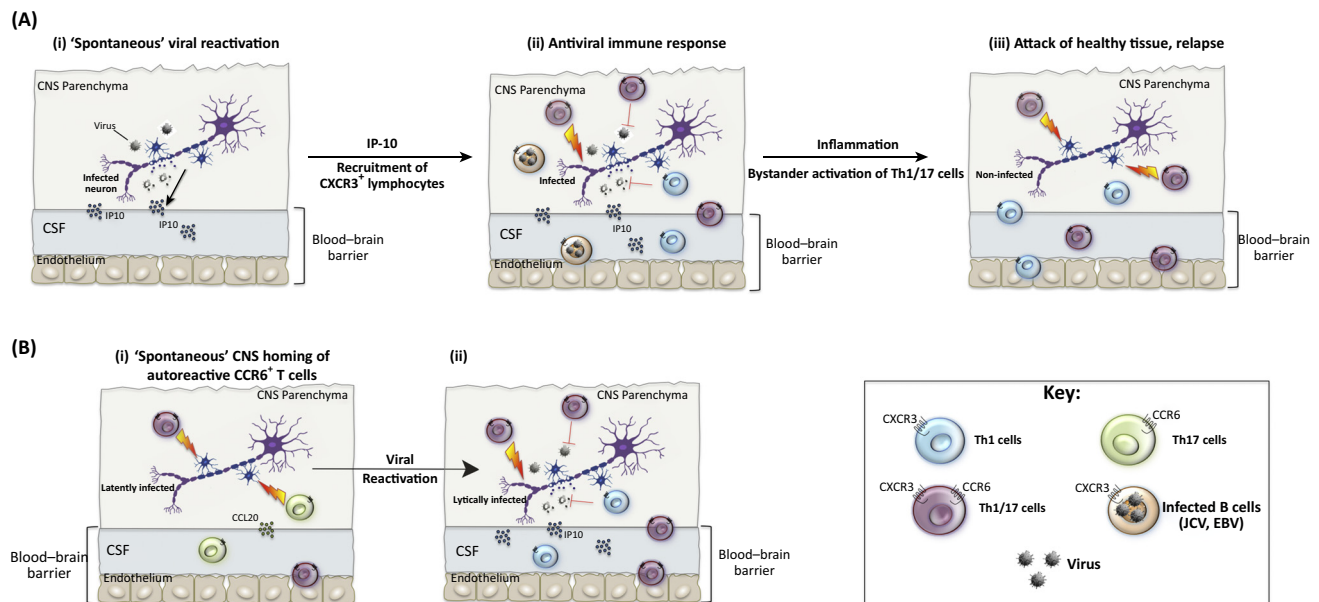 (A)
(i) ‘Spontaneous’ viral reactivation
CNS Parenchyma
Virus
Infected
neuron
IP10
IP10
CSF
Endothelium
Blood–brain
barrier
IP-10
Recruitment of
CXCR3+ lymphocytes
(ii) Antiviral immune response
CNS Parenchyma
Infected
IP10
CSF
Endothelium
Blood–brain
barrier
Inflammation
Bystander activation of Th1/17 cells
(iii) Attack of healthy tissue, relapse
CNS Parenchyma
Non-infected
Blood–brain
barrier
(B)
(i) ‘Spontaneous’ CNS homing of
autoreactive CCR6+ T cells
CNS Parenchyma
Latently infected
CCL20
CSF
Endothelium
Blood–brain
barrier
Viral
Reactivation
(ii)
CNS Parenchyma
Lytically infected
IP10
CSF
Endothelium
Blood–brain
barrier
Key:
CXCR3
Th1 cells
CCR6
Th17 cells
CXCR3
CCR6
Th1/17 cells
CXCR3
Infected B cells
(JCV, EBV)
Virus